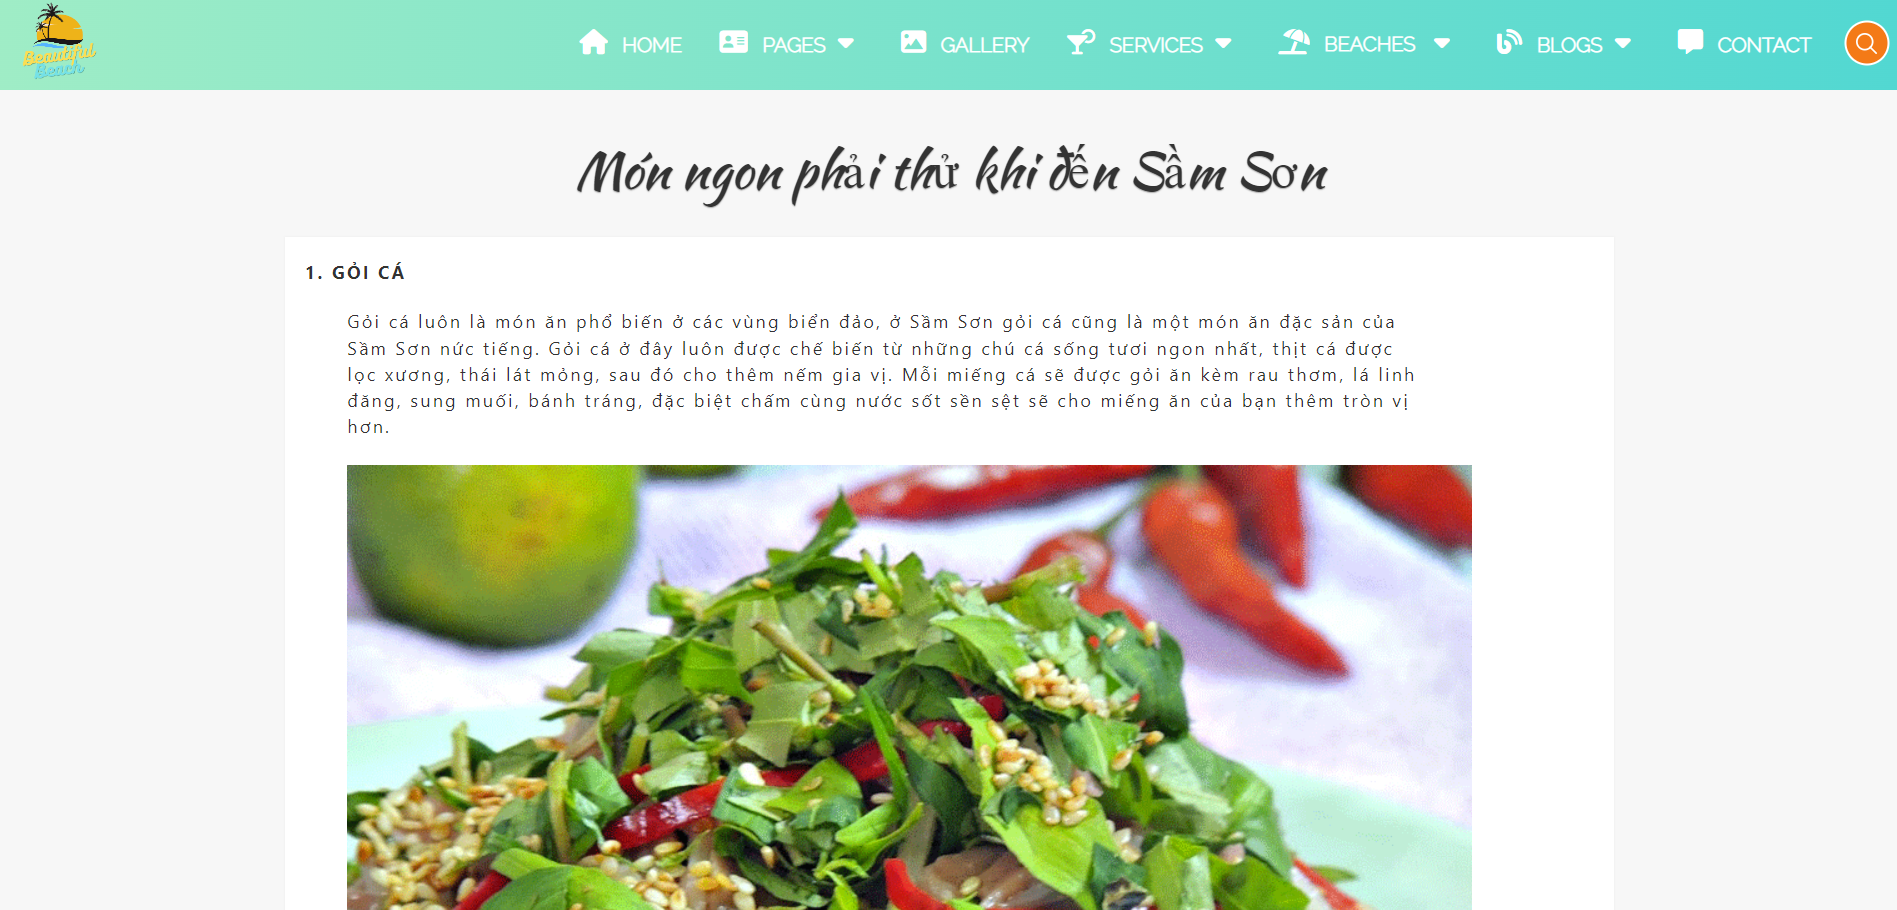 Beautiful
Beach
HOME PAGES GALLERY SERVICES BEACHES BLOGS CONTACT
Món ngon phải thử khi đến Sầm Sơn
1. GỎI CÁ
Gỏi cá luôn là món ăn phổ biến ở các vùng biển đảo, ở Sầm Sơn gỏi cá cũng là một món ăn đặc sản của
Sầm Sơn nức tiếng. Gỏi cá ở đây luôn được chế biến từ những chú cá sống tươi ngon nhất, thịt cá được
lọc xương, thái lát mỏng, sau đó cho thêm nếm gia vị. Mỗi miếng cá sẽ được gỏi ăn kèm rau thơm, lá linh
đăng, sung muối, bánh tráng, đặc biệt chấm cùng nước sốt sền sệt sẽ cho miếng ăn của bạn thêm tròn vị
hơn.